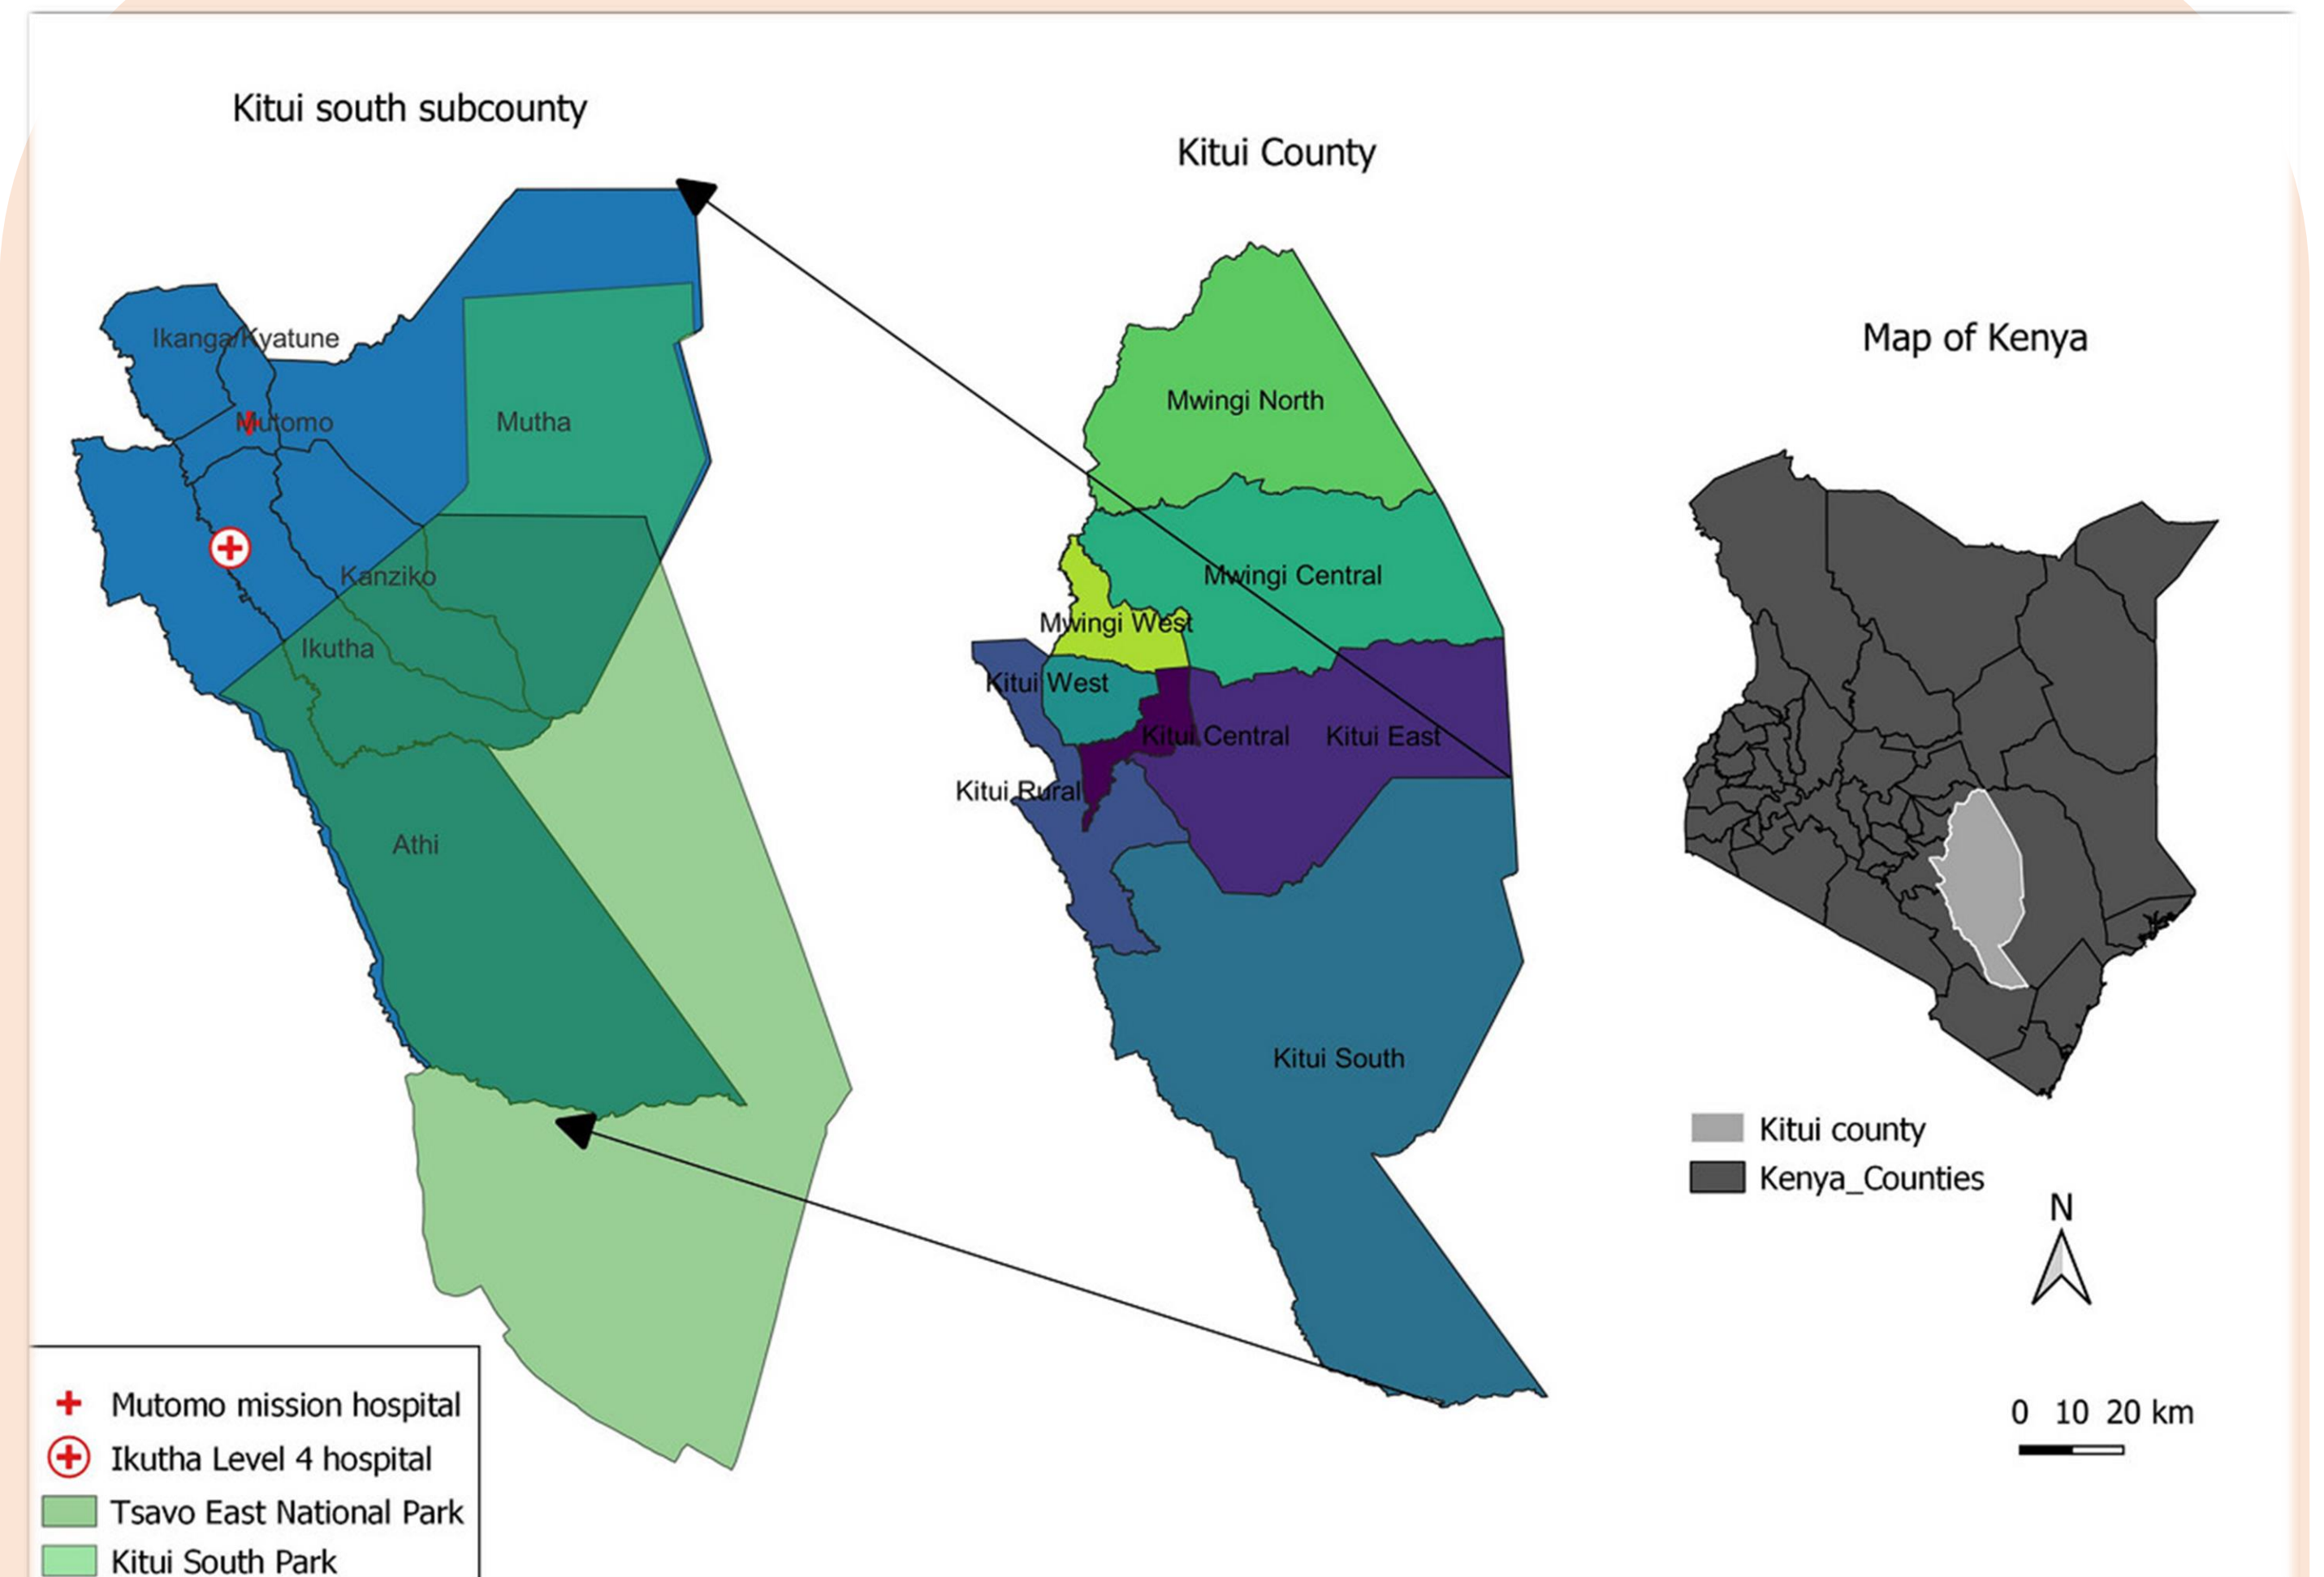 Kitui south subcounty
Ikanga/Kyatune
Mutomo
Mutha
Kanziko
Ikutha
Athi
Mutomo mission hospital
Ikutha Level 4 hospital
Tsavo East National Park
Kitui South Park
Kitui County
Mwingi North
Mwingi Central
Mwingi West
Kitui West
Kitui Central
Kitui East
Kitui Rural
Kitui South
Map of Kenya
Kitui county
Kenya_Counties
N
0 10 20 km